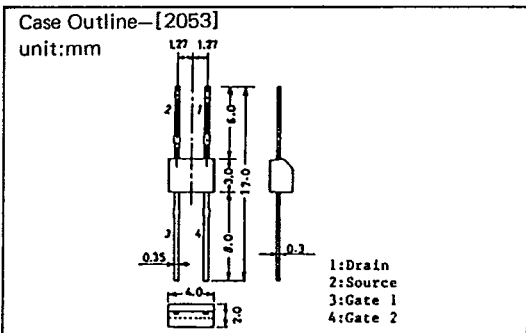 Case Outline—[2053]
unit:mm
1.27 1.27
2 1
6.0
3.0
17.0
8.0
3 4
0.35
0.3
4.0
2.0
1:Drain
2:Source
3:Gate 1
4:Gate 2